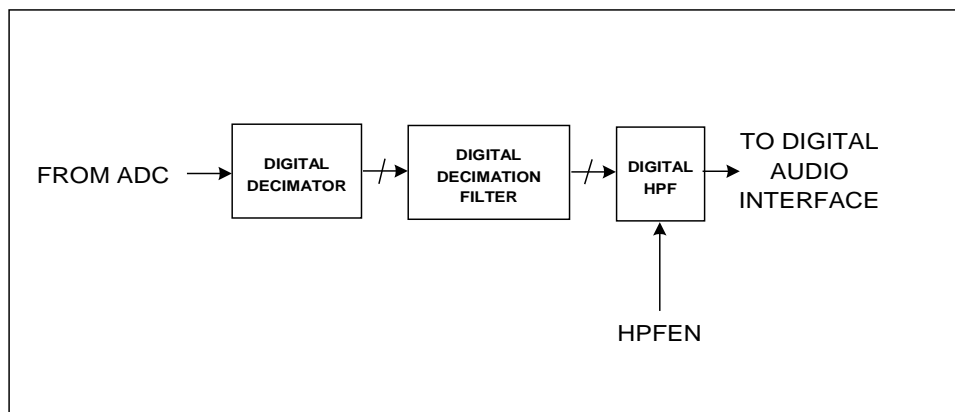 FROM ADC
DIGITAL
DECIMATOR
DIGITAL
DECIMATION
FILTER
DIGITAL
HPF
TO DIGITAL
AUDIO
INTERFACE
HPFEN